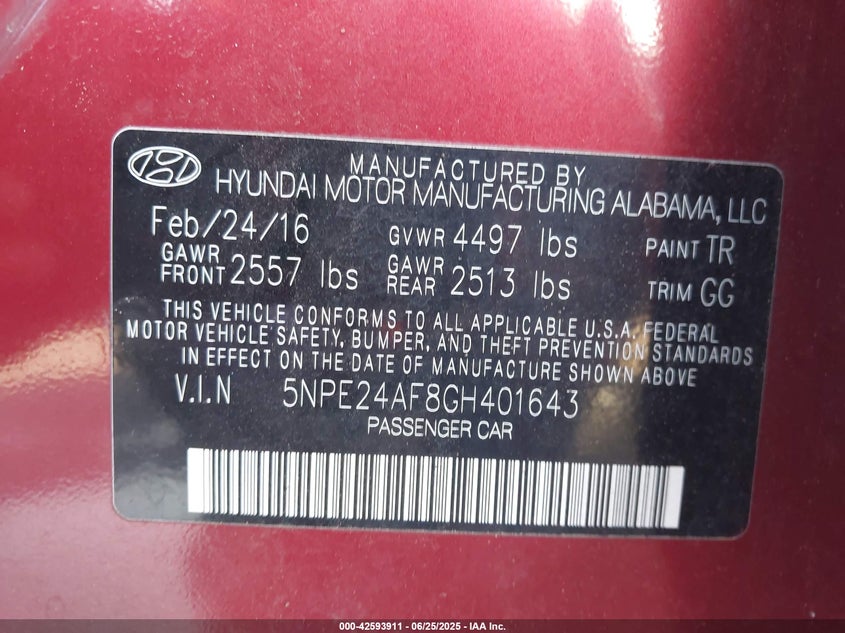 MANUFACTURED BY
HYUNDAI MOTOR MANUFACTURING ALABAMA, LLC
Feb/24/16 GVWR 4497 lbs PAINT TR
GAWR FRONT 2557 lbs GAWR REAR 2513 lbs TRIM GG
THIS VEHICLE CONFORMS TO ALL APPLICABLE U.S.A. FEDERAL
MOTOR VEHICLE SAFETY, BUMPER, AND THEFT PREVENTION STANDARDS
IN EFFECT ON THE DATE OF MANUFACTURE SHOWN ABOVE
V.I.N 5NPE24AF8GH401643
PASSENGER CAR
000-42593911 - 06/25/2025 - IAA Inc.